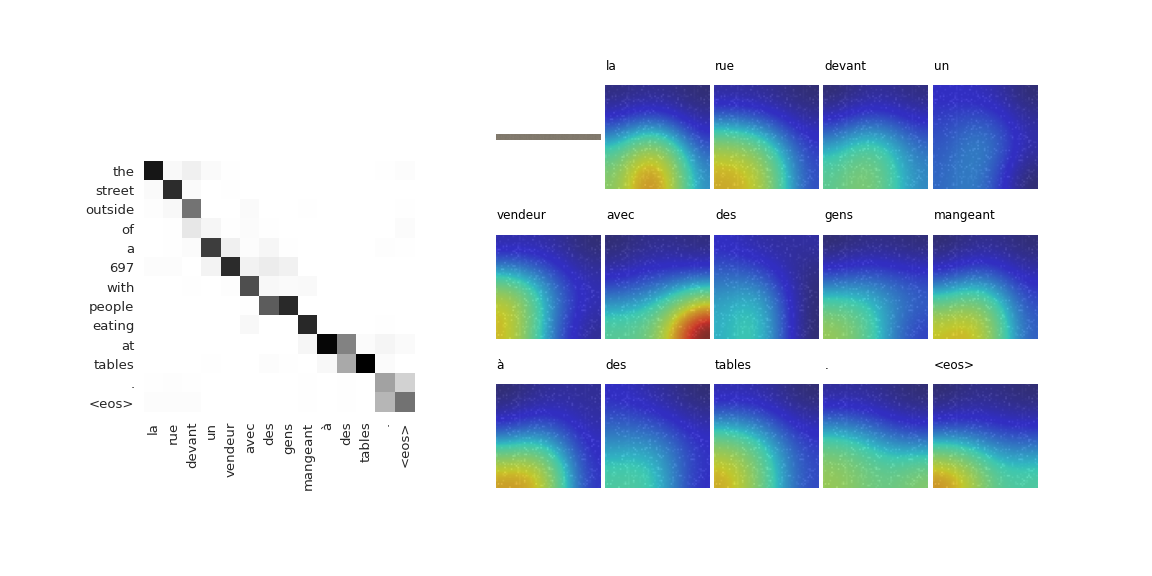 the
street
outside
of
a
697
with
people
eating
at
tables
.
<eos>
la
rue
devant
un
vendeur
avec
des
gens
mangeant
à
des
tables
.
<eos>
la rue devant un
vendeur avec des gens mangeant
à des tables . <eos>